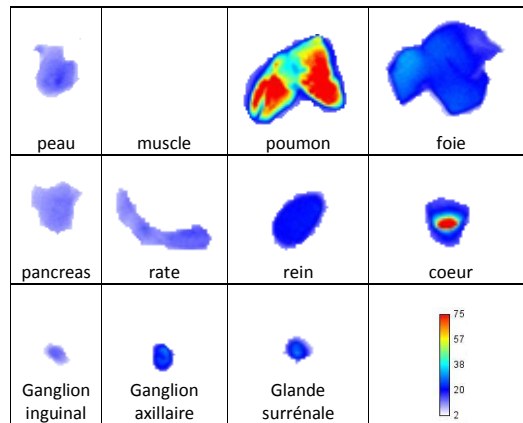 peau
muscle
poumon
foie
pancreas
rate
rein
coeur
Ganglion
inguinal
Ganglion
axillaire
Glande
surrénale
75
57
38
20
2